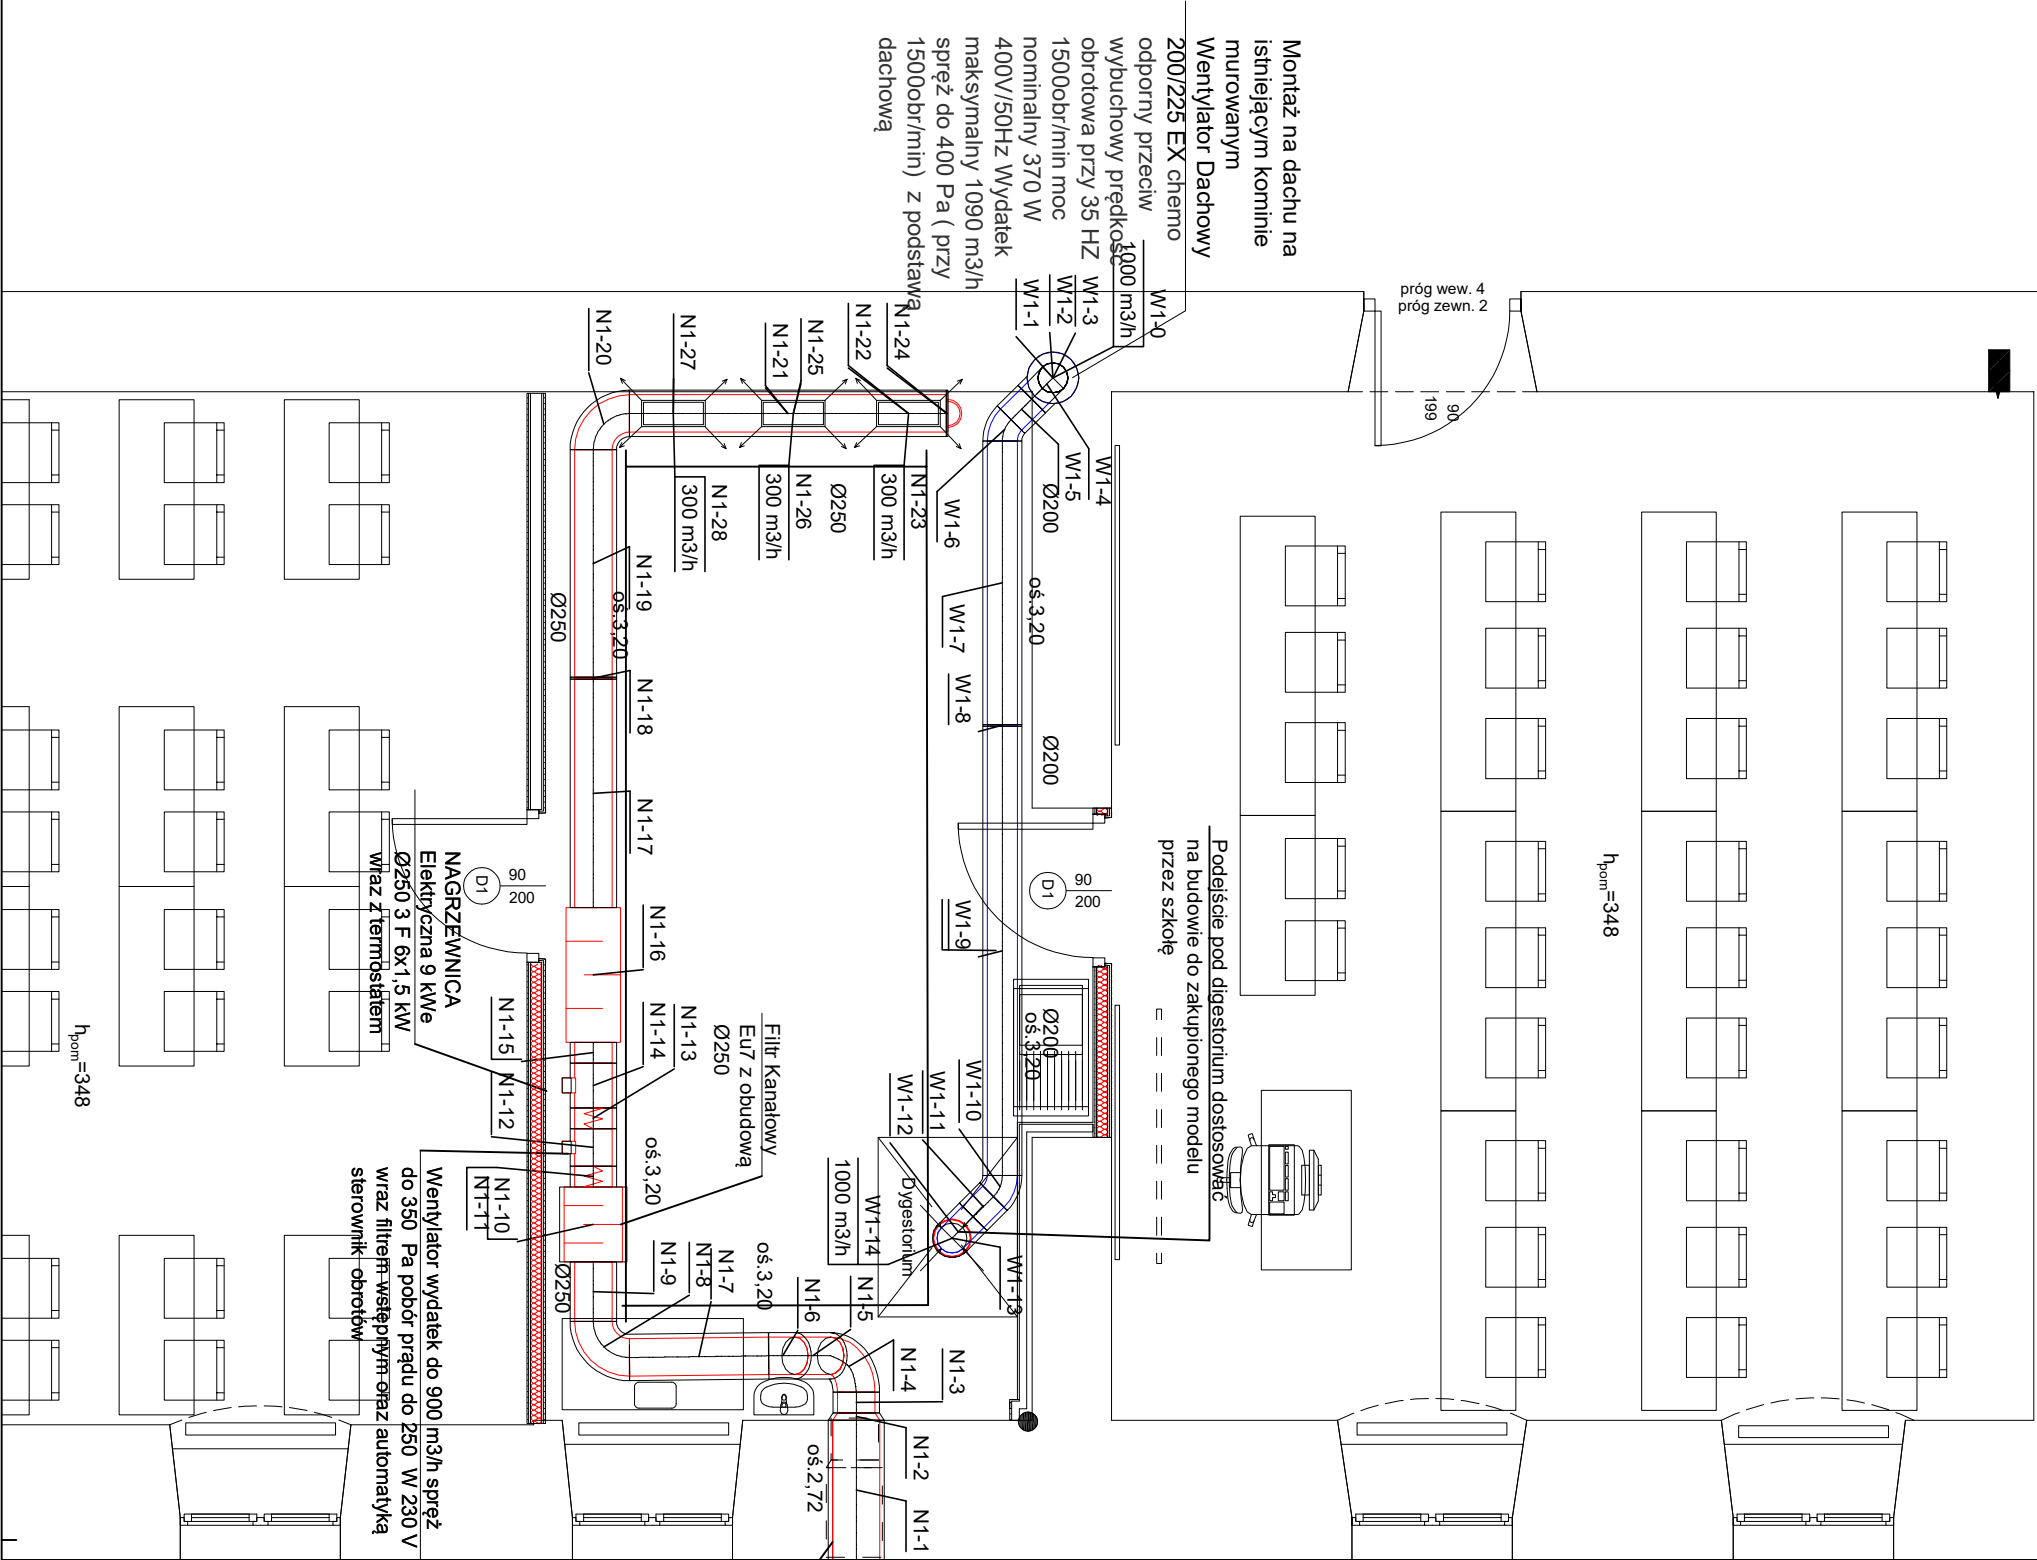 Montaż na dachu na
istniejącym kominie
murowanym
Wentylator Dachowy
200/225 EX chemo
odporny przeciw
wybuchowy prędkość
obrotowa przy 35 HZ
1500obr/min moc
nominalny 370 W
400V/50Hz Wydatek
maksymalny 1090 m3/h
spręż do 400 Pa ( przy
1500obr/min)  z podstawą
dachową
próg wew. 4
próg zewn. 2
90
199
W1-0
1000 m3/h
W1-3
W1-2
W1-1
W1-4
W1-5
Ø200
W1-6
oś.3,20
W1-7
W1-8
Ø200
W1-9
D1
90
200
Ø200
oś.3,20
W1-10
W1-11
W1-12
W1-13
W1-14
1000 m3/h
Dygestorium
Podejście pod digestorium dostosować
na budowie do zakupionego modelu
przez szkołę
hpom=348
N1-24
N1-22
N1-25
N1-21
N1-27
N1-20
N1-23
300 m3/h
Ø250
N1-26
300 m3/h
N1-28
300 m3/h
N1-19
oś.3,20
Ø250
N1-18
N1-17
N1-16
D1
90
200
NAGRZEWNICA
Elektryczna 9 kWe
Ø250 3 F 6x1,5 kW
wraz z termostatem
N1-13
N1-14
N1-15
N1-12
Filtr Kanałowy
Eu7 z obudową
Ø250
oś.3,20
N1-10
N1-11
Wentylator wydatek do 900 m3/h spręż
do 350  Pa pobór prądu do 250  W 230 V
wraz filtrem wstępnym oraz automatyką
sterownik  obrotów
Ø250
N1-9
N1-8
N1-7
oś.3,20
N1-6
N1-5
N1-4
N1-3
N1-2
oś.2,72
N1-1
hpom=348